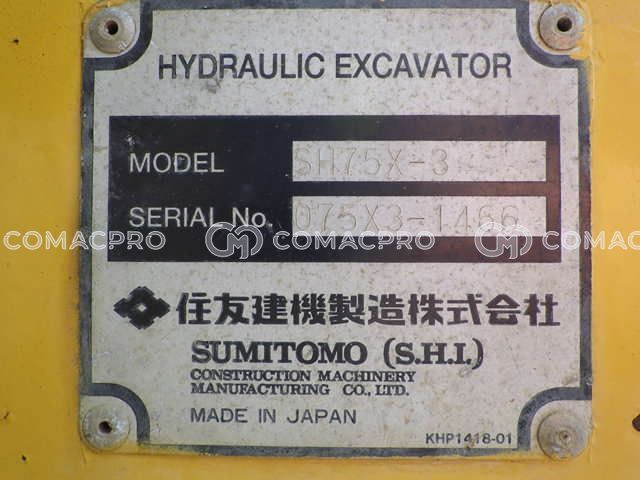 HYDRAULIC EXCAVATOR
MODEL SH75X-3
SERIAL No. 075X3-1466
COMACPRO COMACPRO COMACPRO
住友建機製造株式会社
SUMITOMO (S.H.I.)
CONSTRUCTION MACHINERY
MANUFACTURING CO., LTD.
MADE IN JAPAN
KHP1418-01